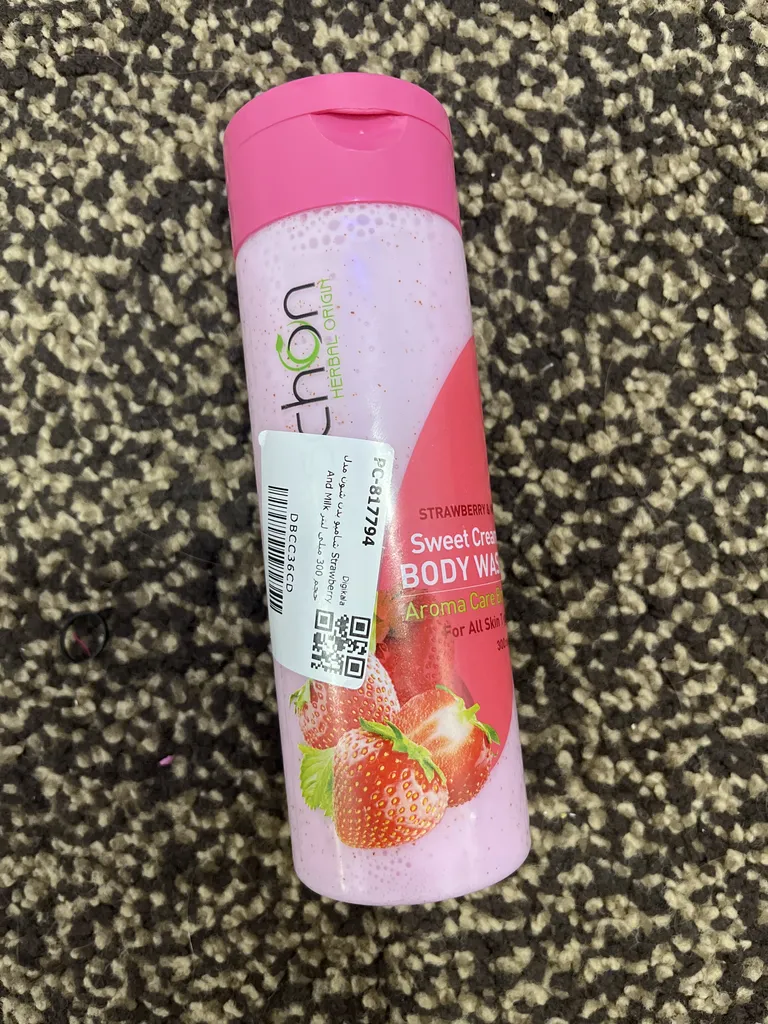 chon
HERBAL ORIGIN
PC-817794
Digikala
شامپو بدن شون مدل Strawberry
And Milk حجم 300 میلی لیتر
DBCC36CD
STRAWBERRY &
Sweet Cream
BODY WAS
Aroma Care
For All Skin T
300